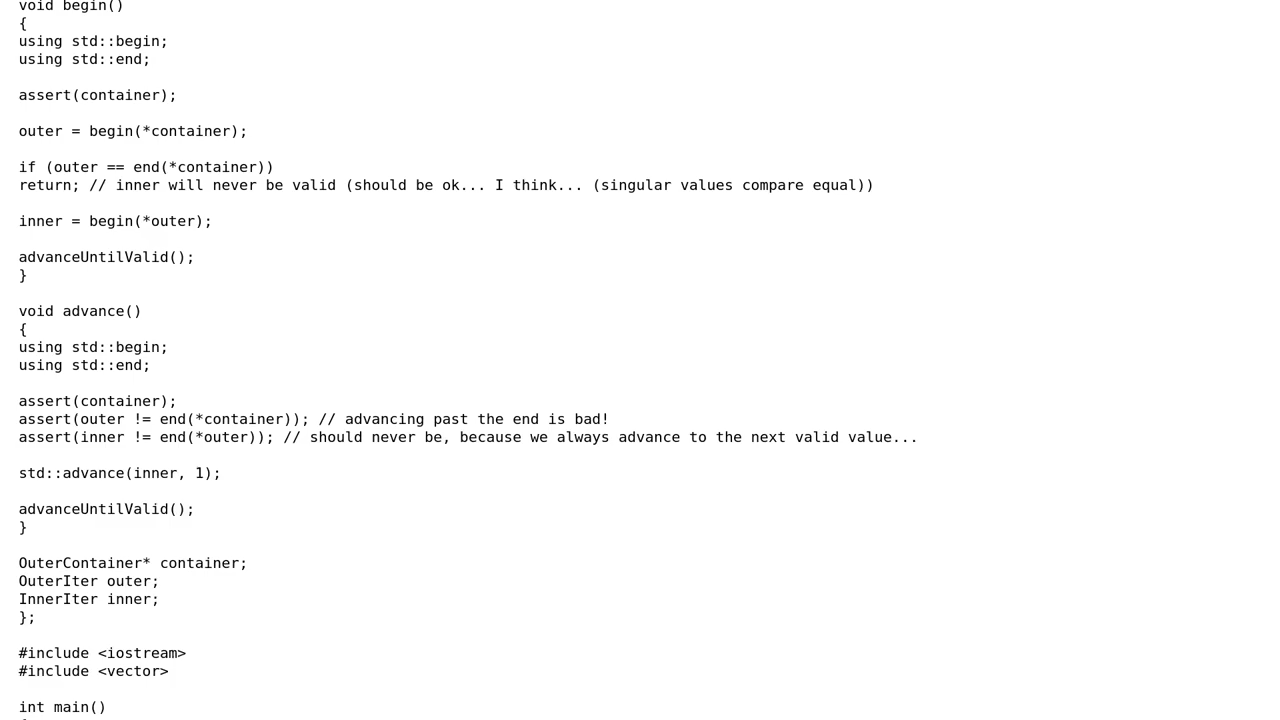 void begin()
{
using std::begin;
using std::end;
assert(container);
outer = begin(*container);
if (outer == end(*container))
return; // inner will never be valid (should be ok... I think... (singular values compare equal))
inner = begin(*outer);
advanceUntilValid();
}
void advance()
{
using std::begin;
using std::end;
assert(container);
assert(outer != end(*container)); // advancing past the end is bad!
assert(inner != end(*outer)); // should never be, because we always advance to the next valid value...
std::advance(inner, 1);
advanceUntilValid();
}
OuterContainer* container;
OuterIter outer;
InnerIter inner;
};
#include <iostream>
#include <vector>
int main()